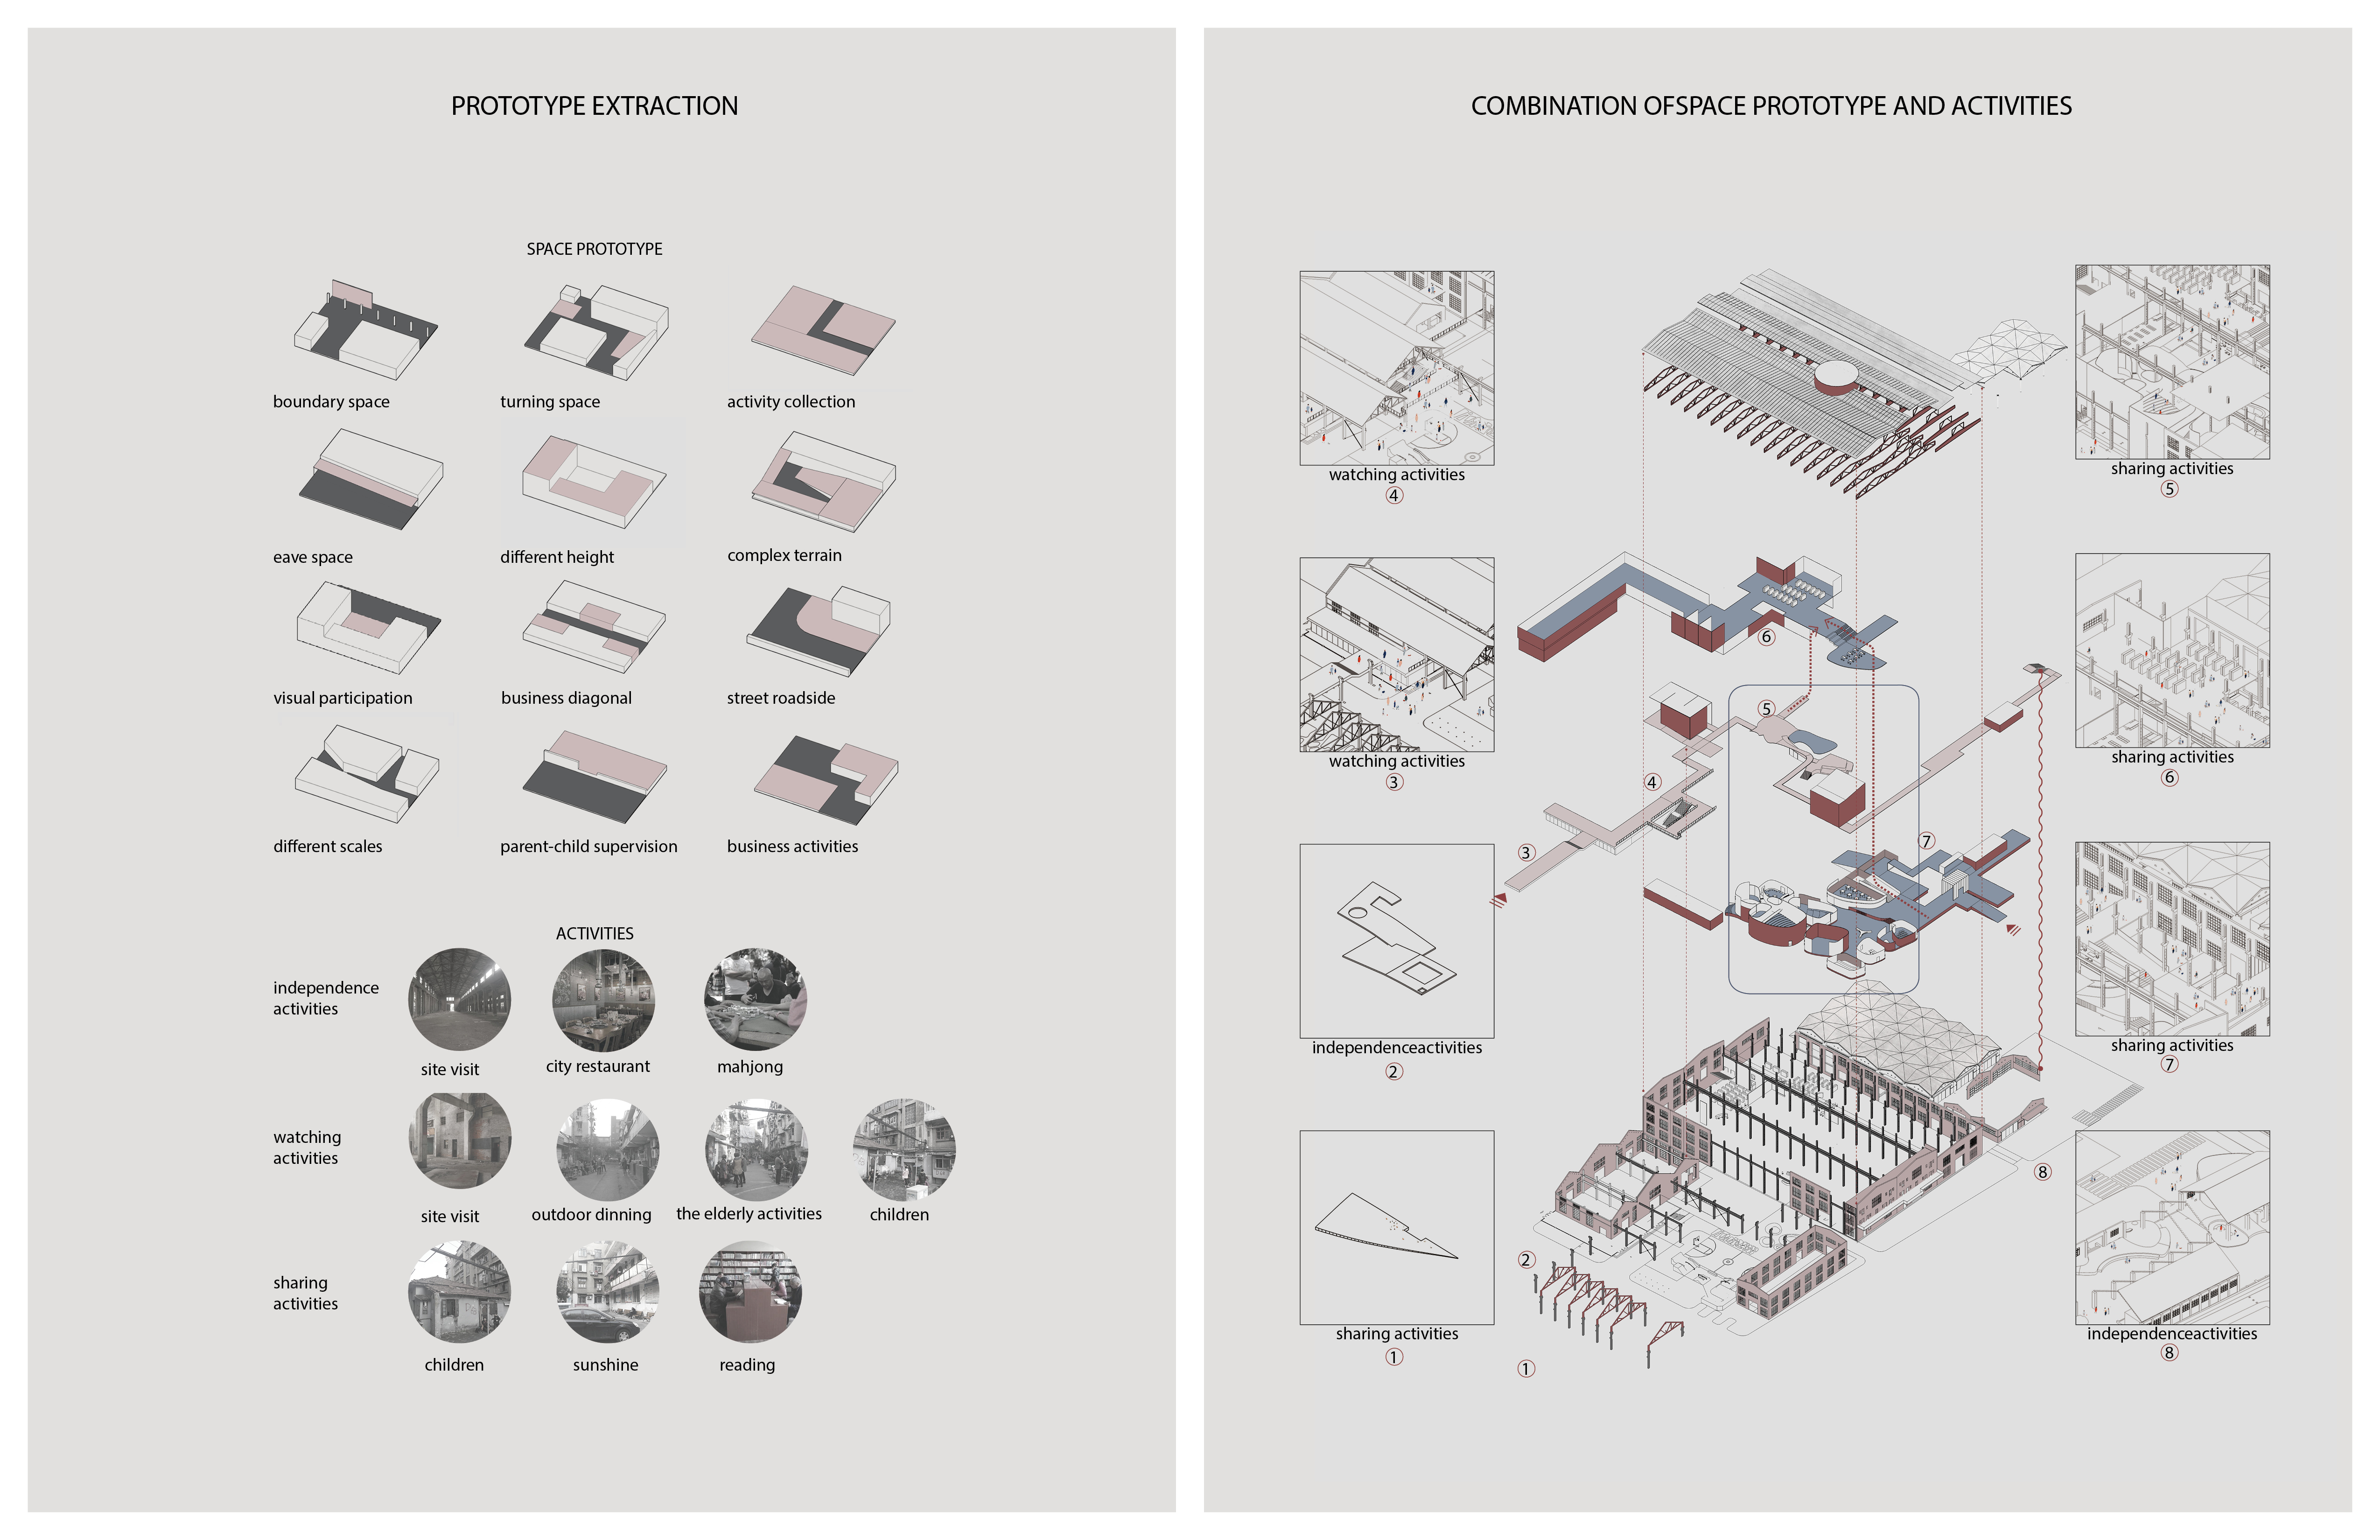 PROTOTYPE EXTRACTION
SPACE PROTOTYPE
boundary space
turning space
activity collection
eave space
different height
complex terrain
visual participation
business diagonal
street roadside
different scales
parent-child supervision
business activities
ACTIVITIES
independence
activities
site visit
city restaurant
mahjong
watching
activities
site visit
outdoor dinning
the elderly activities
children
sharing
activities
children
sunshine
reading
COMBINATION OFSPACE PROTOTYPE AND ACTIVITIES
watching activities
4
watching activities
3
independenceactivities
2
sharing activities
1
6
5
4
3
7
8
2
1
sharing activities
5
sharing activities
6
sharing activities
7
independenceactivities
8